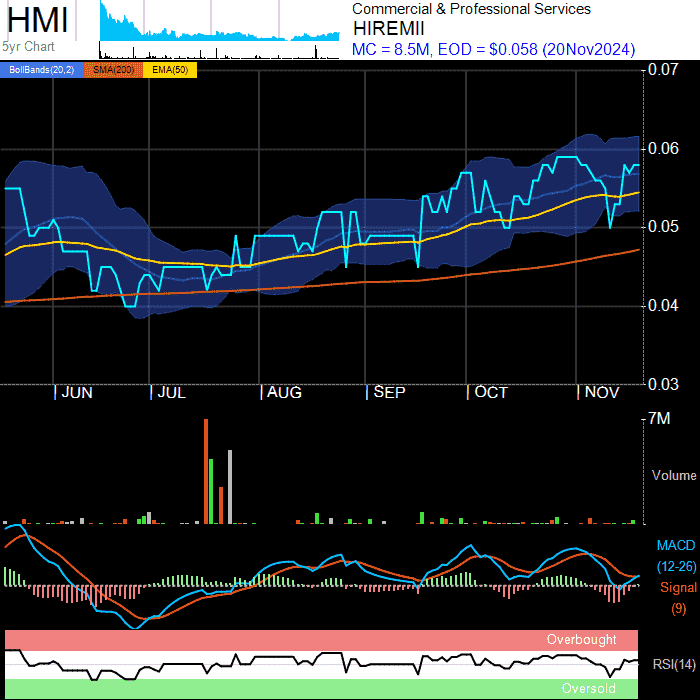 HMI
5yr Chart
Commercial & Professional Services
HIREMII
MC = 8.5M, EOD = $0.058 (20Nov2024)
BollBands(20,2) SMA(200) EMA(50)
0.07
0.06
0.05
0.04
0.03
JUN JUL AUG SEP OCT NOV
7M
Volume
MACD
(12-26)
Signal
(9)
Overbought
RSI(14)
Oversold